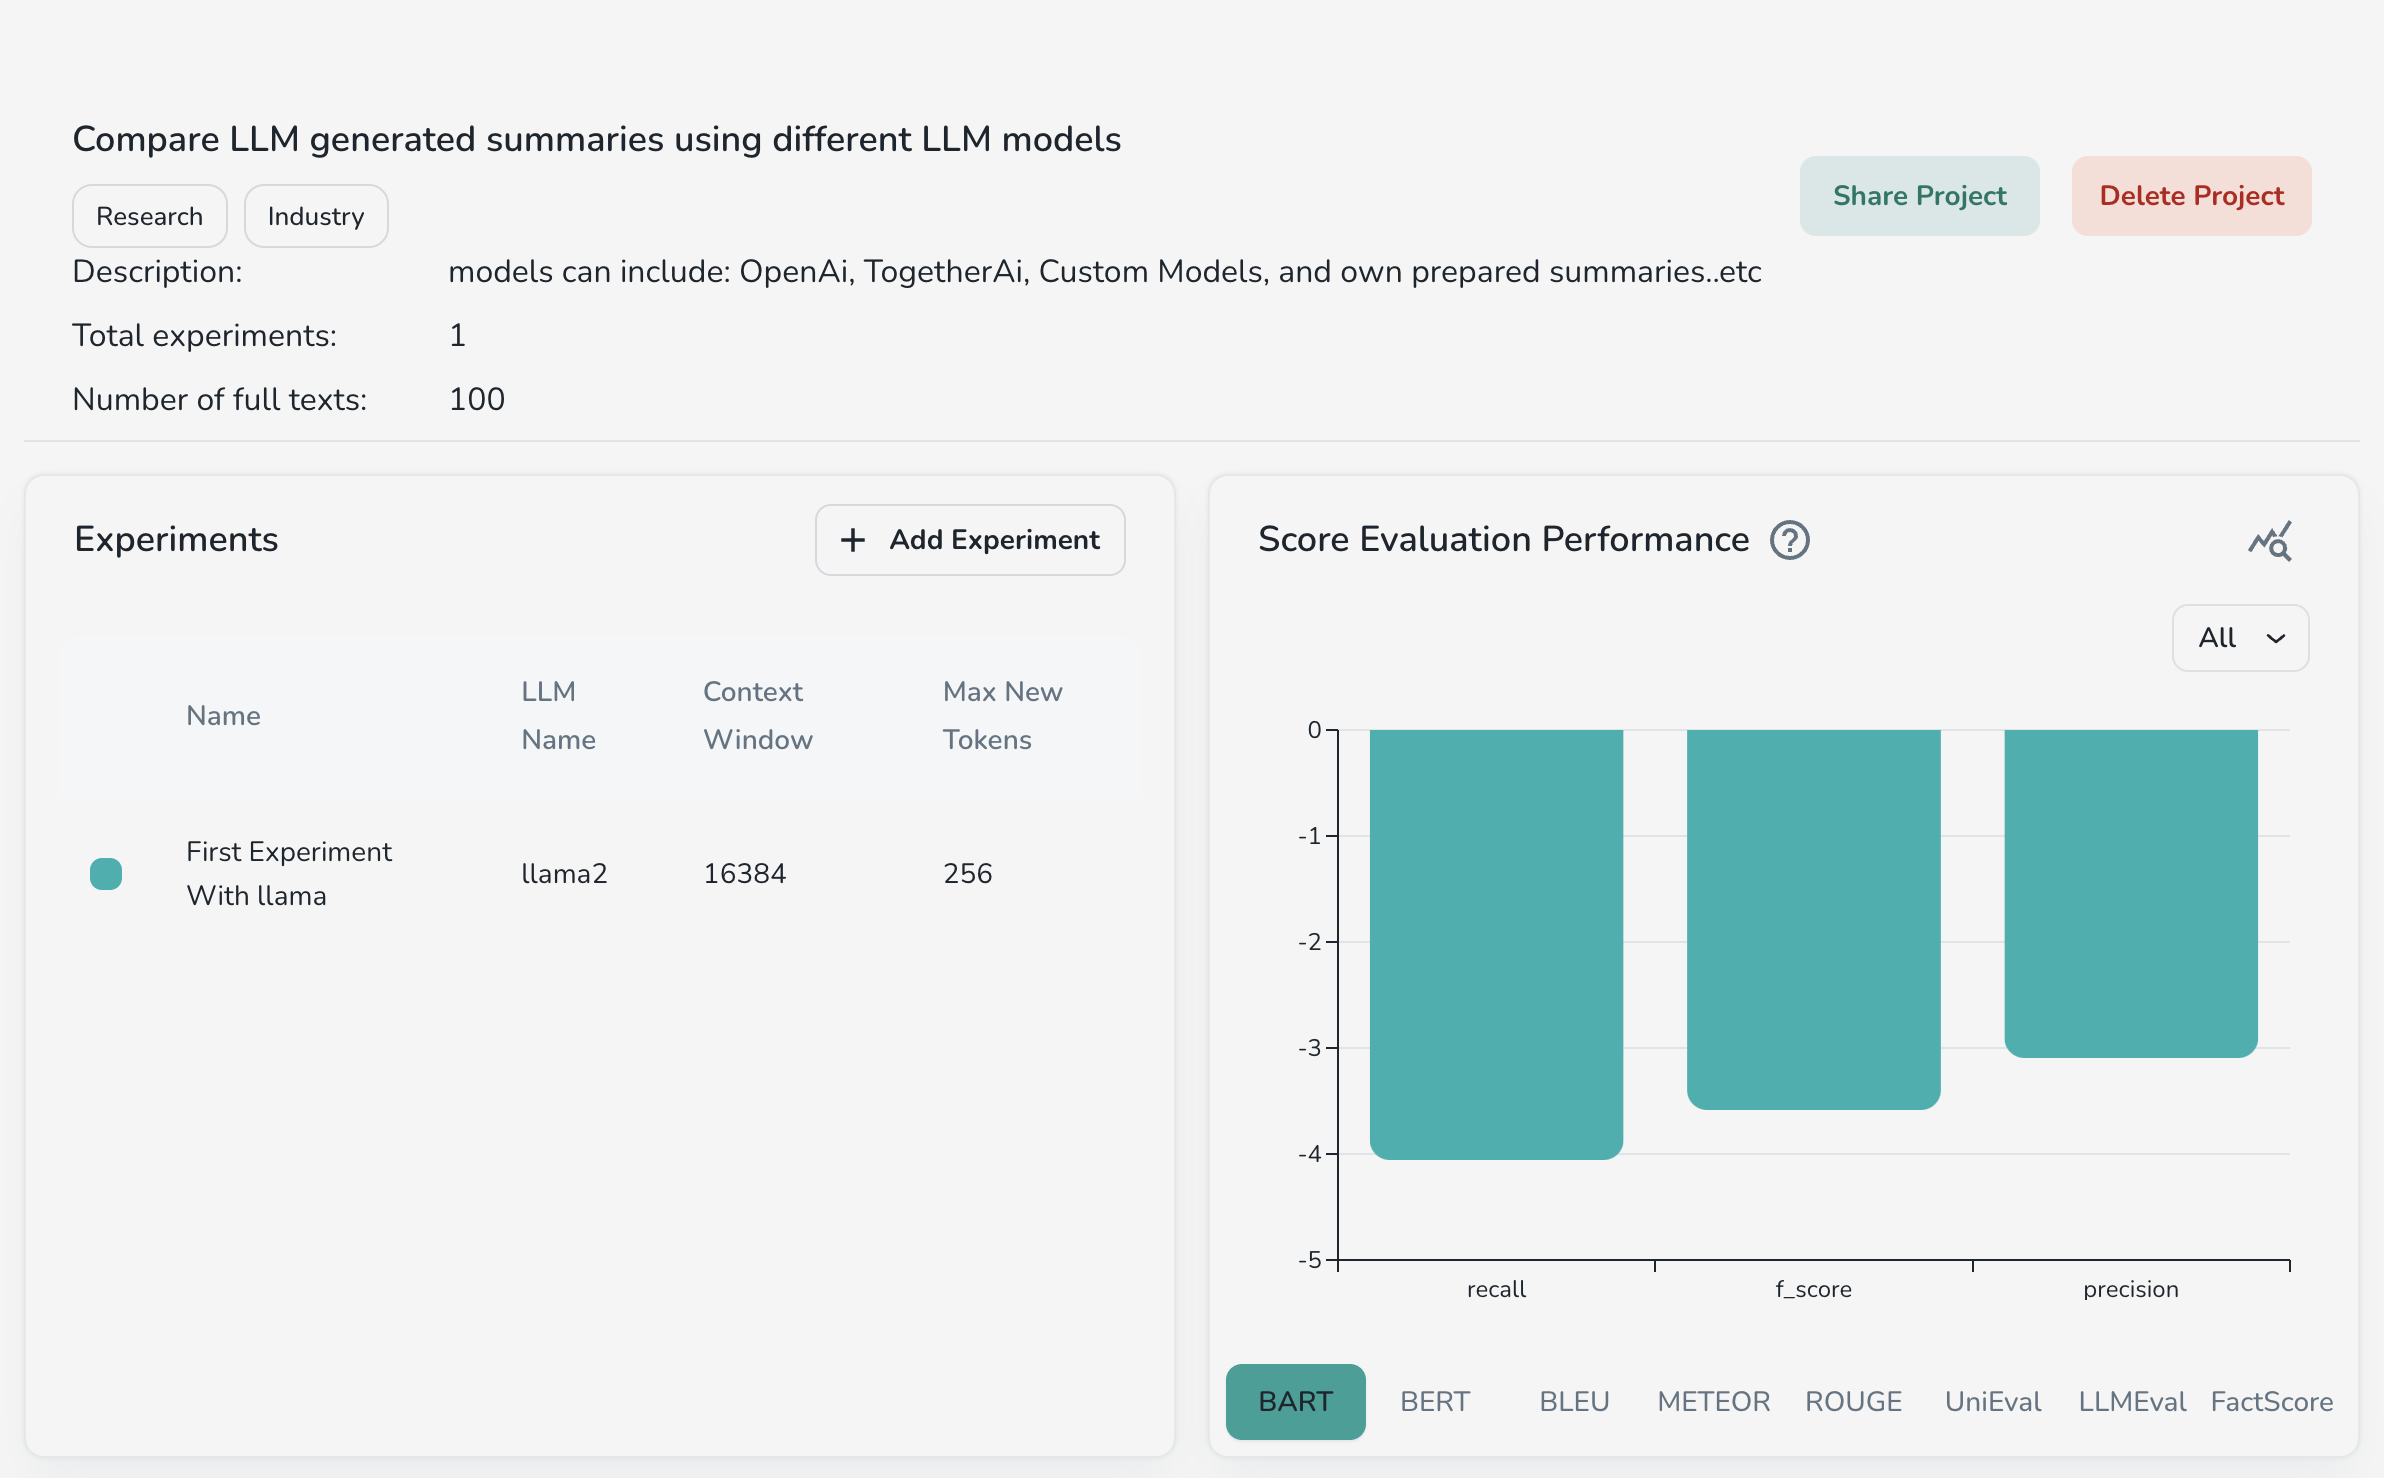 Compare LLM generated summaries using different LLM models
Research Industry
Share Project Delete Project
Description: models can include: OpenAi, TogetherAi, Custom Models, and own prepared summaries..etc
Total experiments: 1
Number of full texts: 100
Experiments
Add Experiment
Name LLM Name Context Window Max New Tokens
First Experiment With llama llama2 16384 256
Score Evaluation Performance ?
All
0
-1
-2
-3
-4
-5
recall f_score precision
BART BERT BLEU METEOR ROUGE UniEval LLMEval FactScore